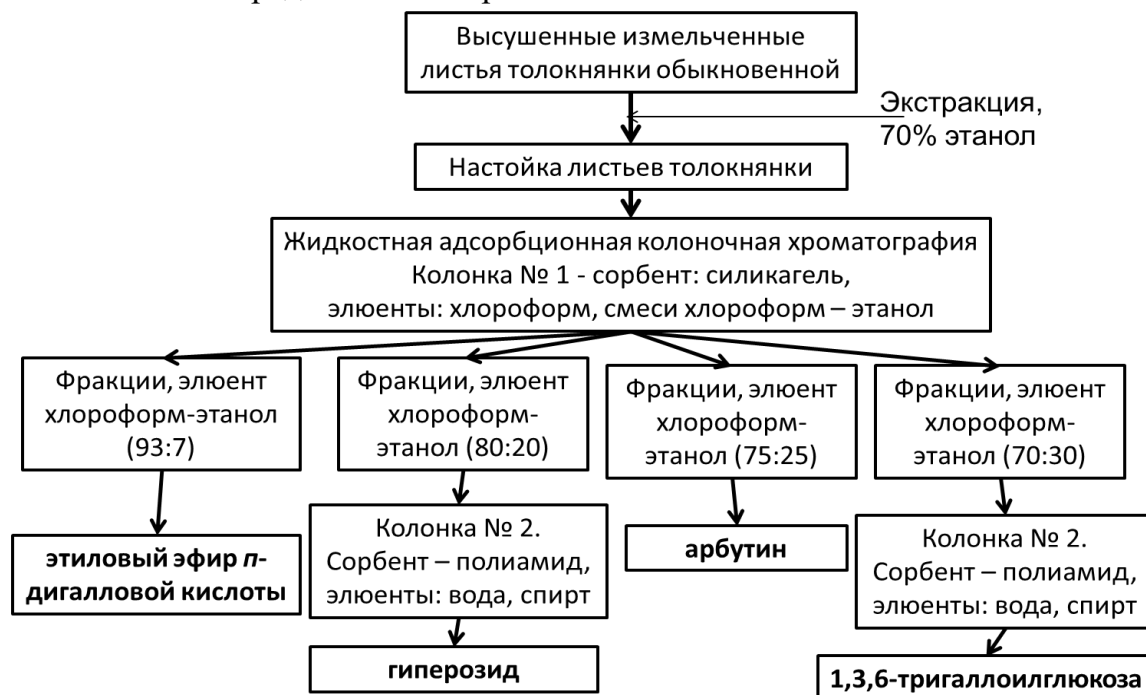 Высушенные измельченные
листья толокнянки обыкновенной
Экстракция,
70% этанол
Настойка листьев толокнянки
Жидкостная адсорбционная колоночная хроматография
Колонка № 1 - сорбент: силикагель,
элюенты: хлороформ, смеси хлороформ – этанол
Фракции, элюент
хлороформ-этанол
(93:7)
Фракции, элюент
хлороформ-
этанол (80:20)
Фракции, элюент
хлороформ-
этанол (75:25)
Фракции, элюент
хлороформ-
этанол (70:30)
этиловый эфир п-
дигалловой кислоты
Колонка № 2.
Сорбент – полиамид,
элюенты: вода, спирт
арбутин
Колонка № 2.
Сорбент – полиамид,
элюенты: вода, спирт
гиперозид
1,3,6-тригаллоилглюкоза